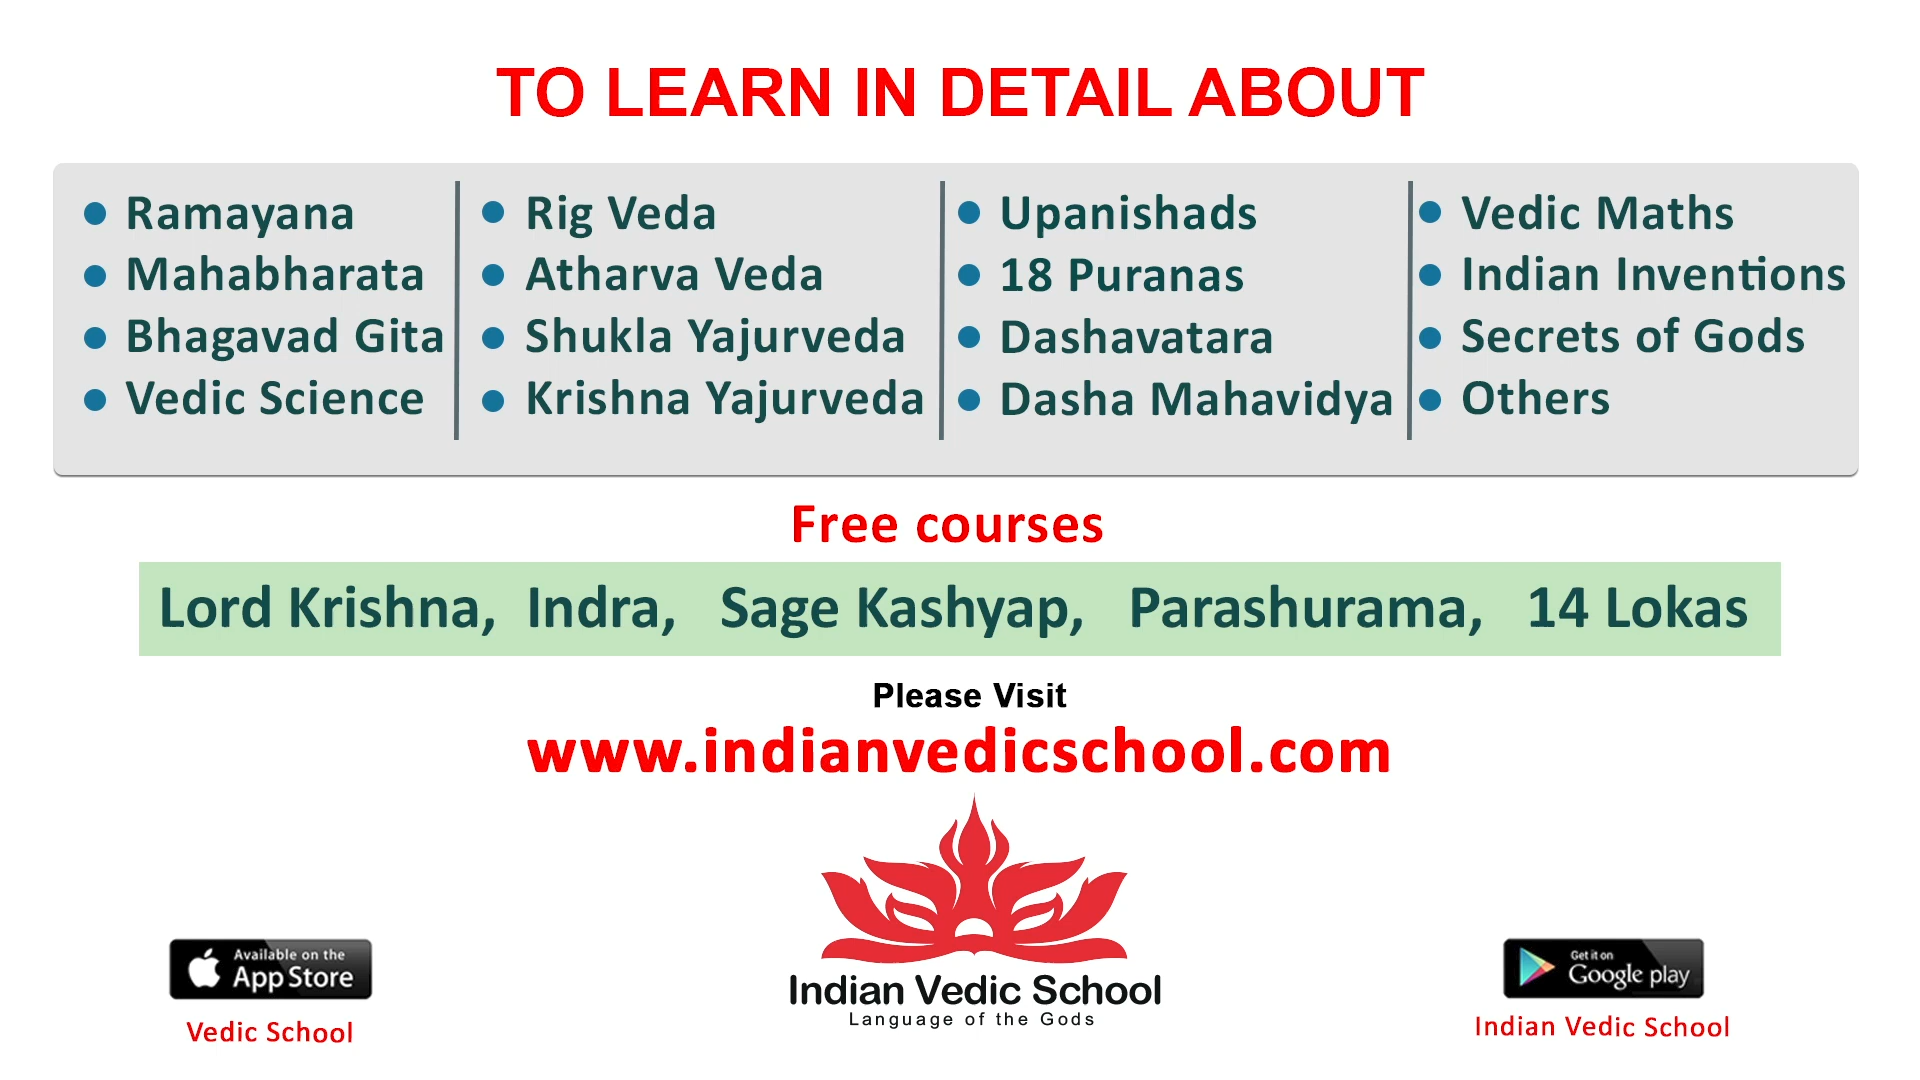 TO LEARN IN DETAIL ABOUT
Ramayana
Mahabharata
Bhagavad Gita
Vedic Science
Rig Veda
Atharva Veda
Shukla Yajurveda
Krishna Yajurveda
Upanishads
18 Puranas
Dashavatara
Dasha Mahavidya
Vedic Maths
Indian Inventions
Secrets of Gods
Others
Free courses
Lord Krishna, Indra, Sage Kashyap, Parashurama, 14 Lokas
Please Visit
www.indianvedicschool.com
Indian Vedic School
Language of the Gods
Available on the
App Store
Vedic School
Get it on
Google play
Indian Vedic School